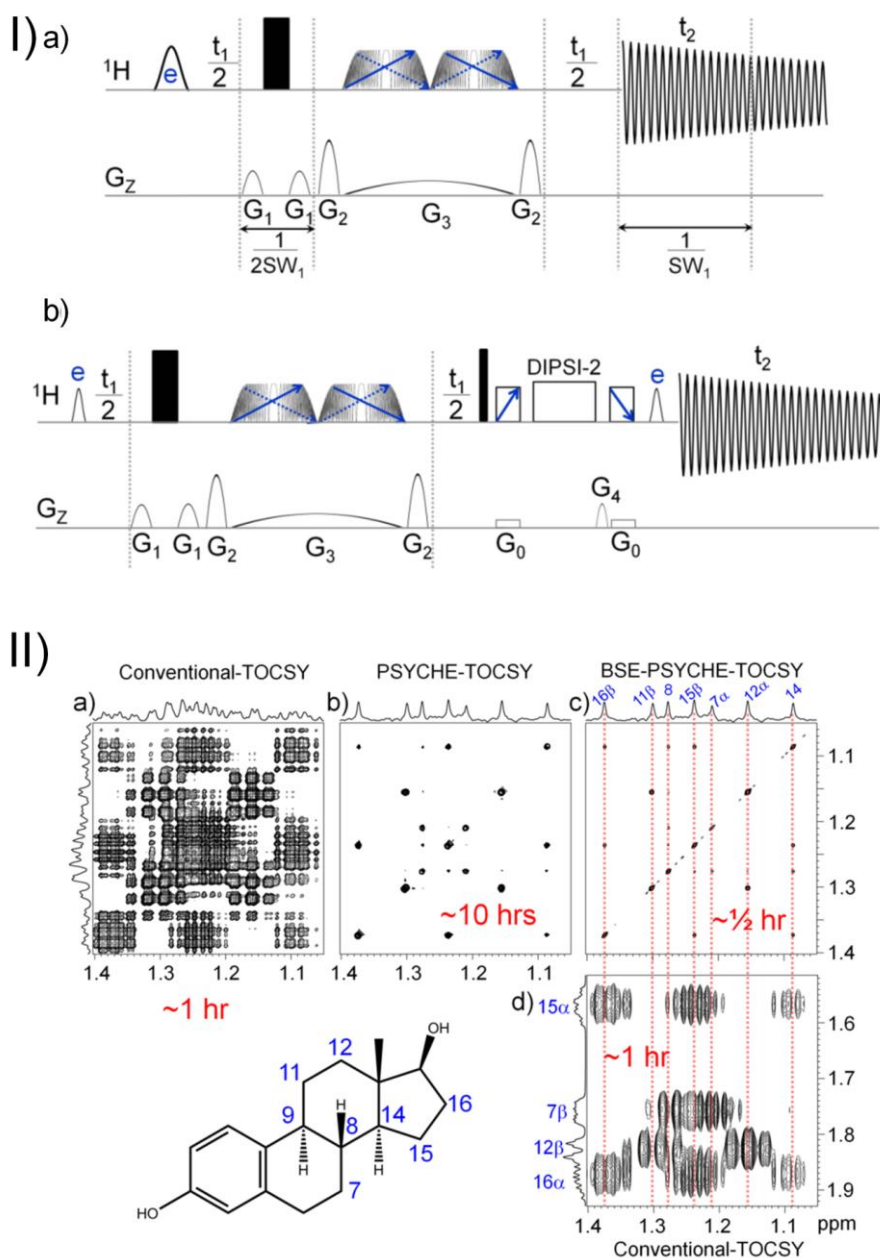 I)
a)
¹H
e
t₁
2
t₁
2
t₂
G_Z
G₁
G₁
G₂
G₃
G₂
1
2SW₁
1
SW₁
b)
¹H
e
t₁
2
t₁
2
DIPSI-2
e
t₂
G_Z
G₁
G₁
G₂
G₃
G₂
G₀
G₄
G₀
II)
Conventional-TOCSY
PSYCHE-TOCSY
BSE-PSYCHE-TOCSY
a)
b)
c)
16β
11β
8
15β
7α
12α
14
1.1
1.2
1.3
1.4
~10 hrs
~½ hr
1.4 1.3 1.2 1.1
1.4 1.3 1.2 1.1
~1 hr
d)
15α
7β
12β
16α
~1 hr
1.6
1.7
1.8
1.9
1.4 1.3 1.2 1.1 ppm
Conventional-TOCSY
OH
12
11
16
9
H
8
14
15
H
H
7
HO